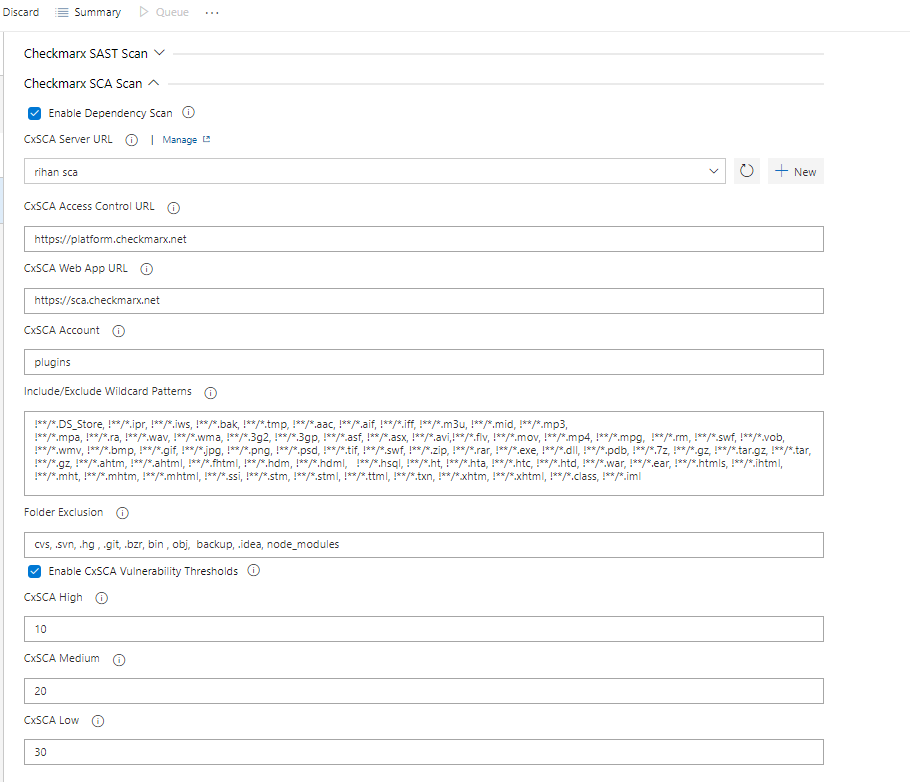 Discard Summary Queue ...
Checkmarx SAST Scan
Checkmarx SCA Scan
Enable Dependency Scan
CxSCA Server URL | Manage
rihan sca
New
CxSCA Access Control URL
https://platform.checkmarx.net
CxSCA Web App URL
https://sca.checkmarx.net
CxSCA Account
plugins
Include/Exclude Wildcard Patterns
!**/*.DS_Store, !**/*.ipr, !**/*.iws, !**/*.bak, !**/*.tmp, !**/*.aac, !**/*.aif, !**/*.iff, !**/*.m3u, !**/*.mid, !**/*.mp3,
!**/*.mpa, !**/*.ra, !**/*.wav, !**/*.wma, !**/*.3g2, !**/*.3gp, !**/*.asf, !**/*.asx, !**/*.avi,!**/*.flv, !**/*.mov, !**/*.mp4, !**/*.mpg, !**/*.rm, !**/*.swf, !**/*.vob,
!**/*.wmv, !**/*.bmp, !**/*.gif, !**/*.jpg, !**/*.png, !**/*.psd, !**/*.tif, !**/*.swf, !**/*.zip, !**/*.rar, !**/*.exe, !**/*.dll, !**/*.pdb, !**/*.7z, !**/*.gz, !**/*.tar.gz, !**/*.tar,
!**/*.gz, !**/*.ahtm, !**/*.ahtml, !**/*.fhtml, !**/*.hdm, !**/*.hdml, !**/*.hsql, !**/*.ht, !**/*.hta, !**/*.htc, !**/*.htd, !**/*.war, !**/*.ear, !**/*.htmls, !**/*.ihtml,
!**/*.mht, !**/*.mhtm, !**/*.mhtml, !**/*.ssi, !**/*.stm, !**/*.stml, !**/*.ttml, !**/*.txn, !**/*.xhtm, !**/*.xhtml, !**/*.class, !**/*.iml
Folder Exclusion
cvs, .svn, .hg , .git, .bzr, bin , obj, backup, .idea, node_modules
Enable CxSCA Vulnerability Thresholds
CxSCA High
10
CxSCA Medium
20
CxSCA Low
30